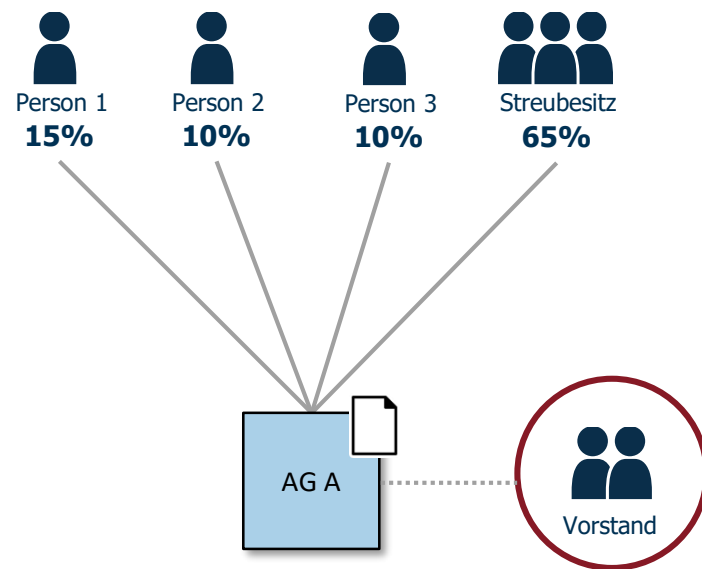 Person 1
15%
Person 2
10%
Person 3
10%
Streubesitz
65%
AG A
Vorstand